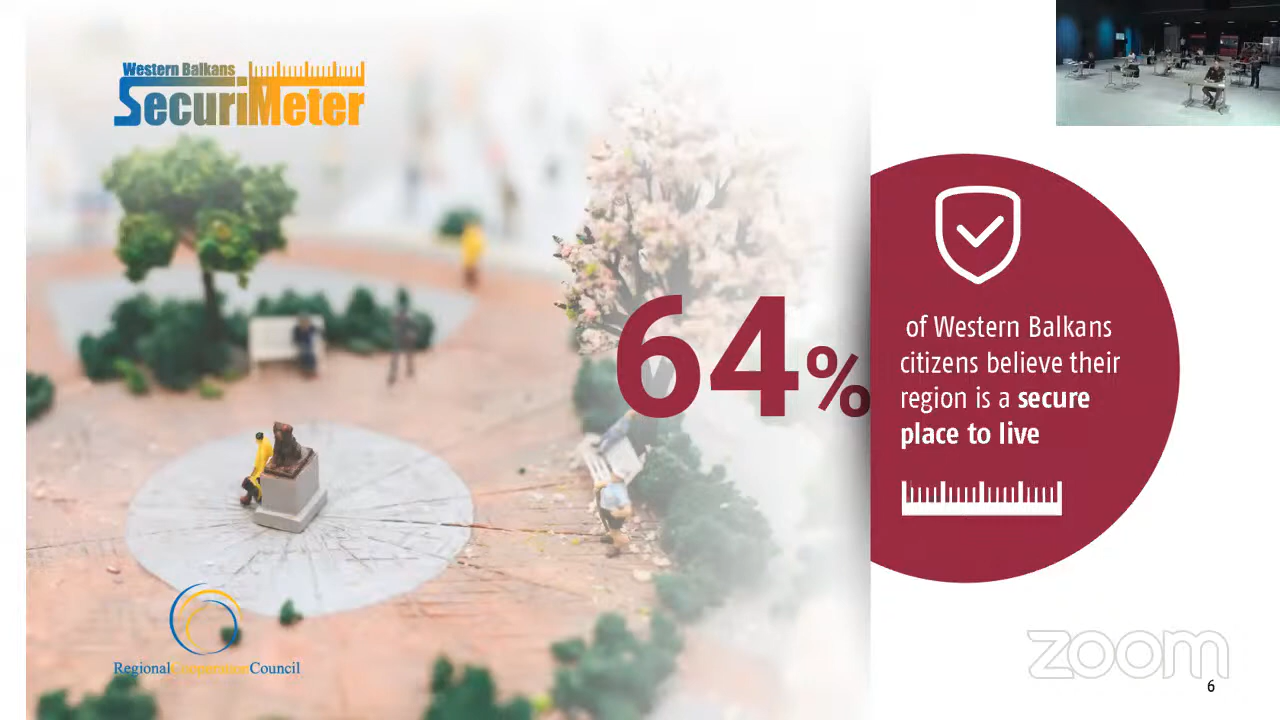 Western Balkans
SecuriMeter
64%
of Western Balkans
citizens believe their
region is a secure
place to live
Regional Cooperation Council
zoom
6